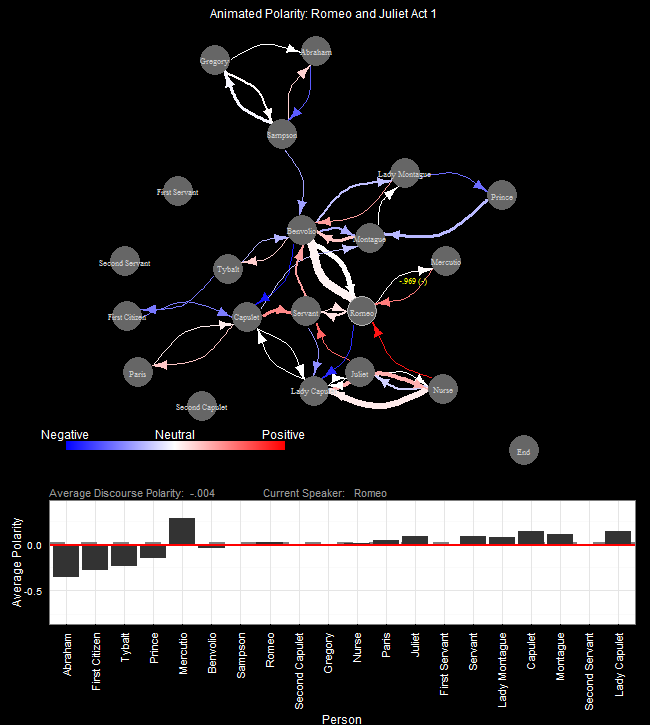 Animated Polarity: Romeo and Juliet Act 1
Gregory
Abraham
Sampson
Lady Montague
First Servant
Prince
Benvolio
Montague
Second Servant
Tybalt
Mercutio
-.969 (-)
First Citizen
Capulet
Servant
Romeo
Paris
Juliet
Lady Capulet
Nurse
Second Capulet
Negative Neutral Positive
End
Average Discourse Polarity: -.004 Current Speaker: Romeo
Average Polarity
0.0
-0.5
Abraham
First Citizen
Tybalt
Prince
Mercutio
Benvolio
Sampson
Romeo
Second Capulet
Gregory
Nurse
Paris
Juliet
First Servant
Servant
Lady Montague
Capulet
Montague
Second Servant
Lady Capulet
Person